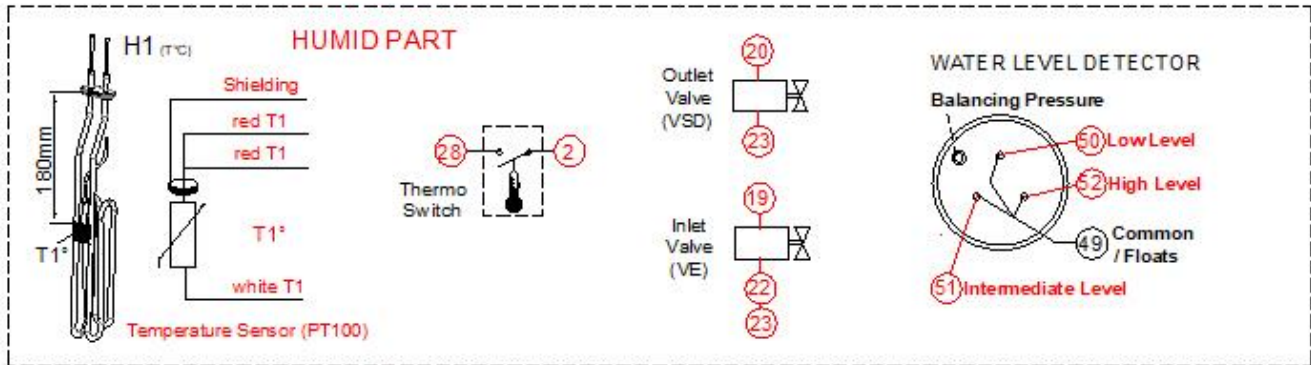 HUMID PART
H1 (T°C)
180mm
T1°
Shielding
red T1
red T1
T1°
white T1
Temperature Sensor (PT100)
28
2
Thermo
Switch
20
Outlet
Valve
(VSD)
23
19
Inlet
Valve
(VE)
22
23
WATER LEVEL DETECTOR
Balancing Pressure
50 Low Level
52 High Level
49 Common
/ Floats
51 Intermediate Level